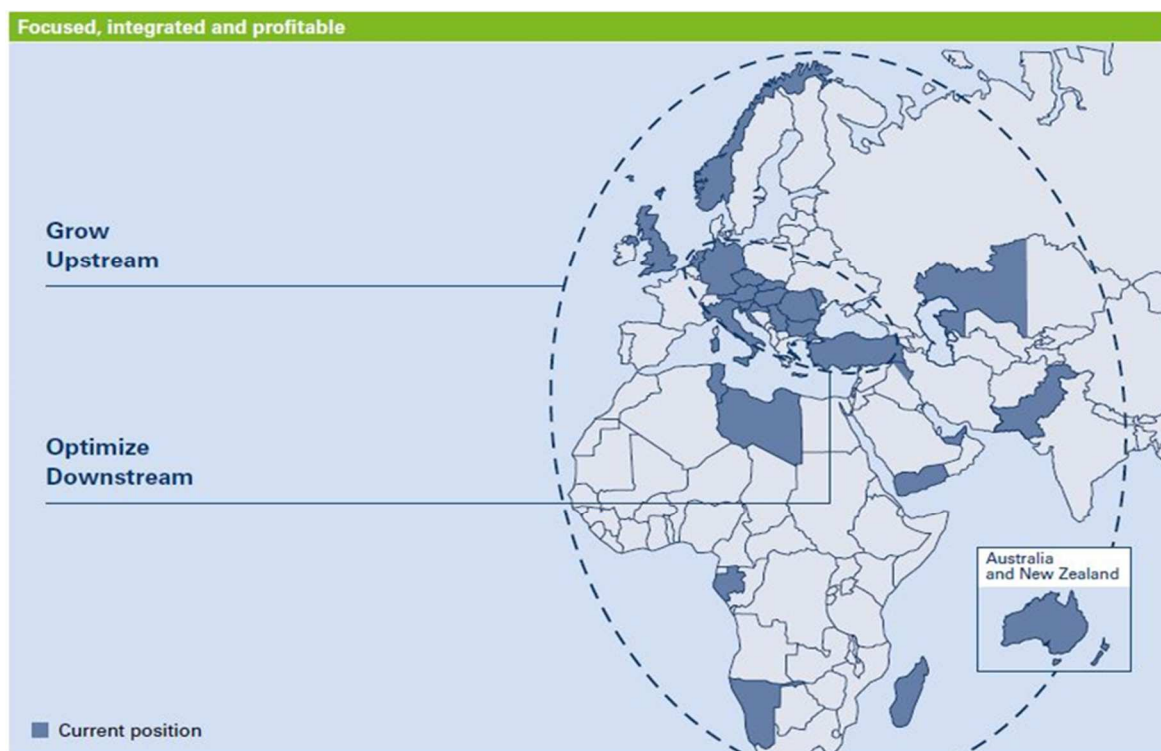 Focused, integrated and profitable
Grow
Upstream
Optimize
Downstream
Australia
and New Zealand
Current position